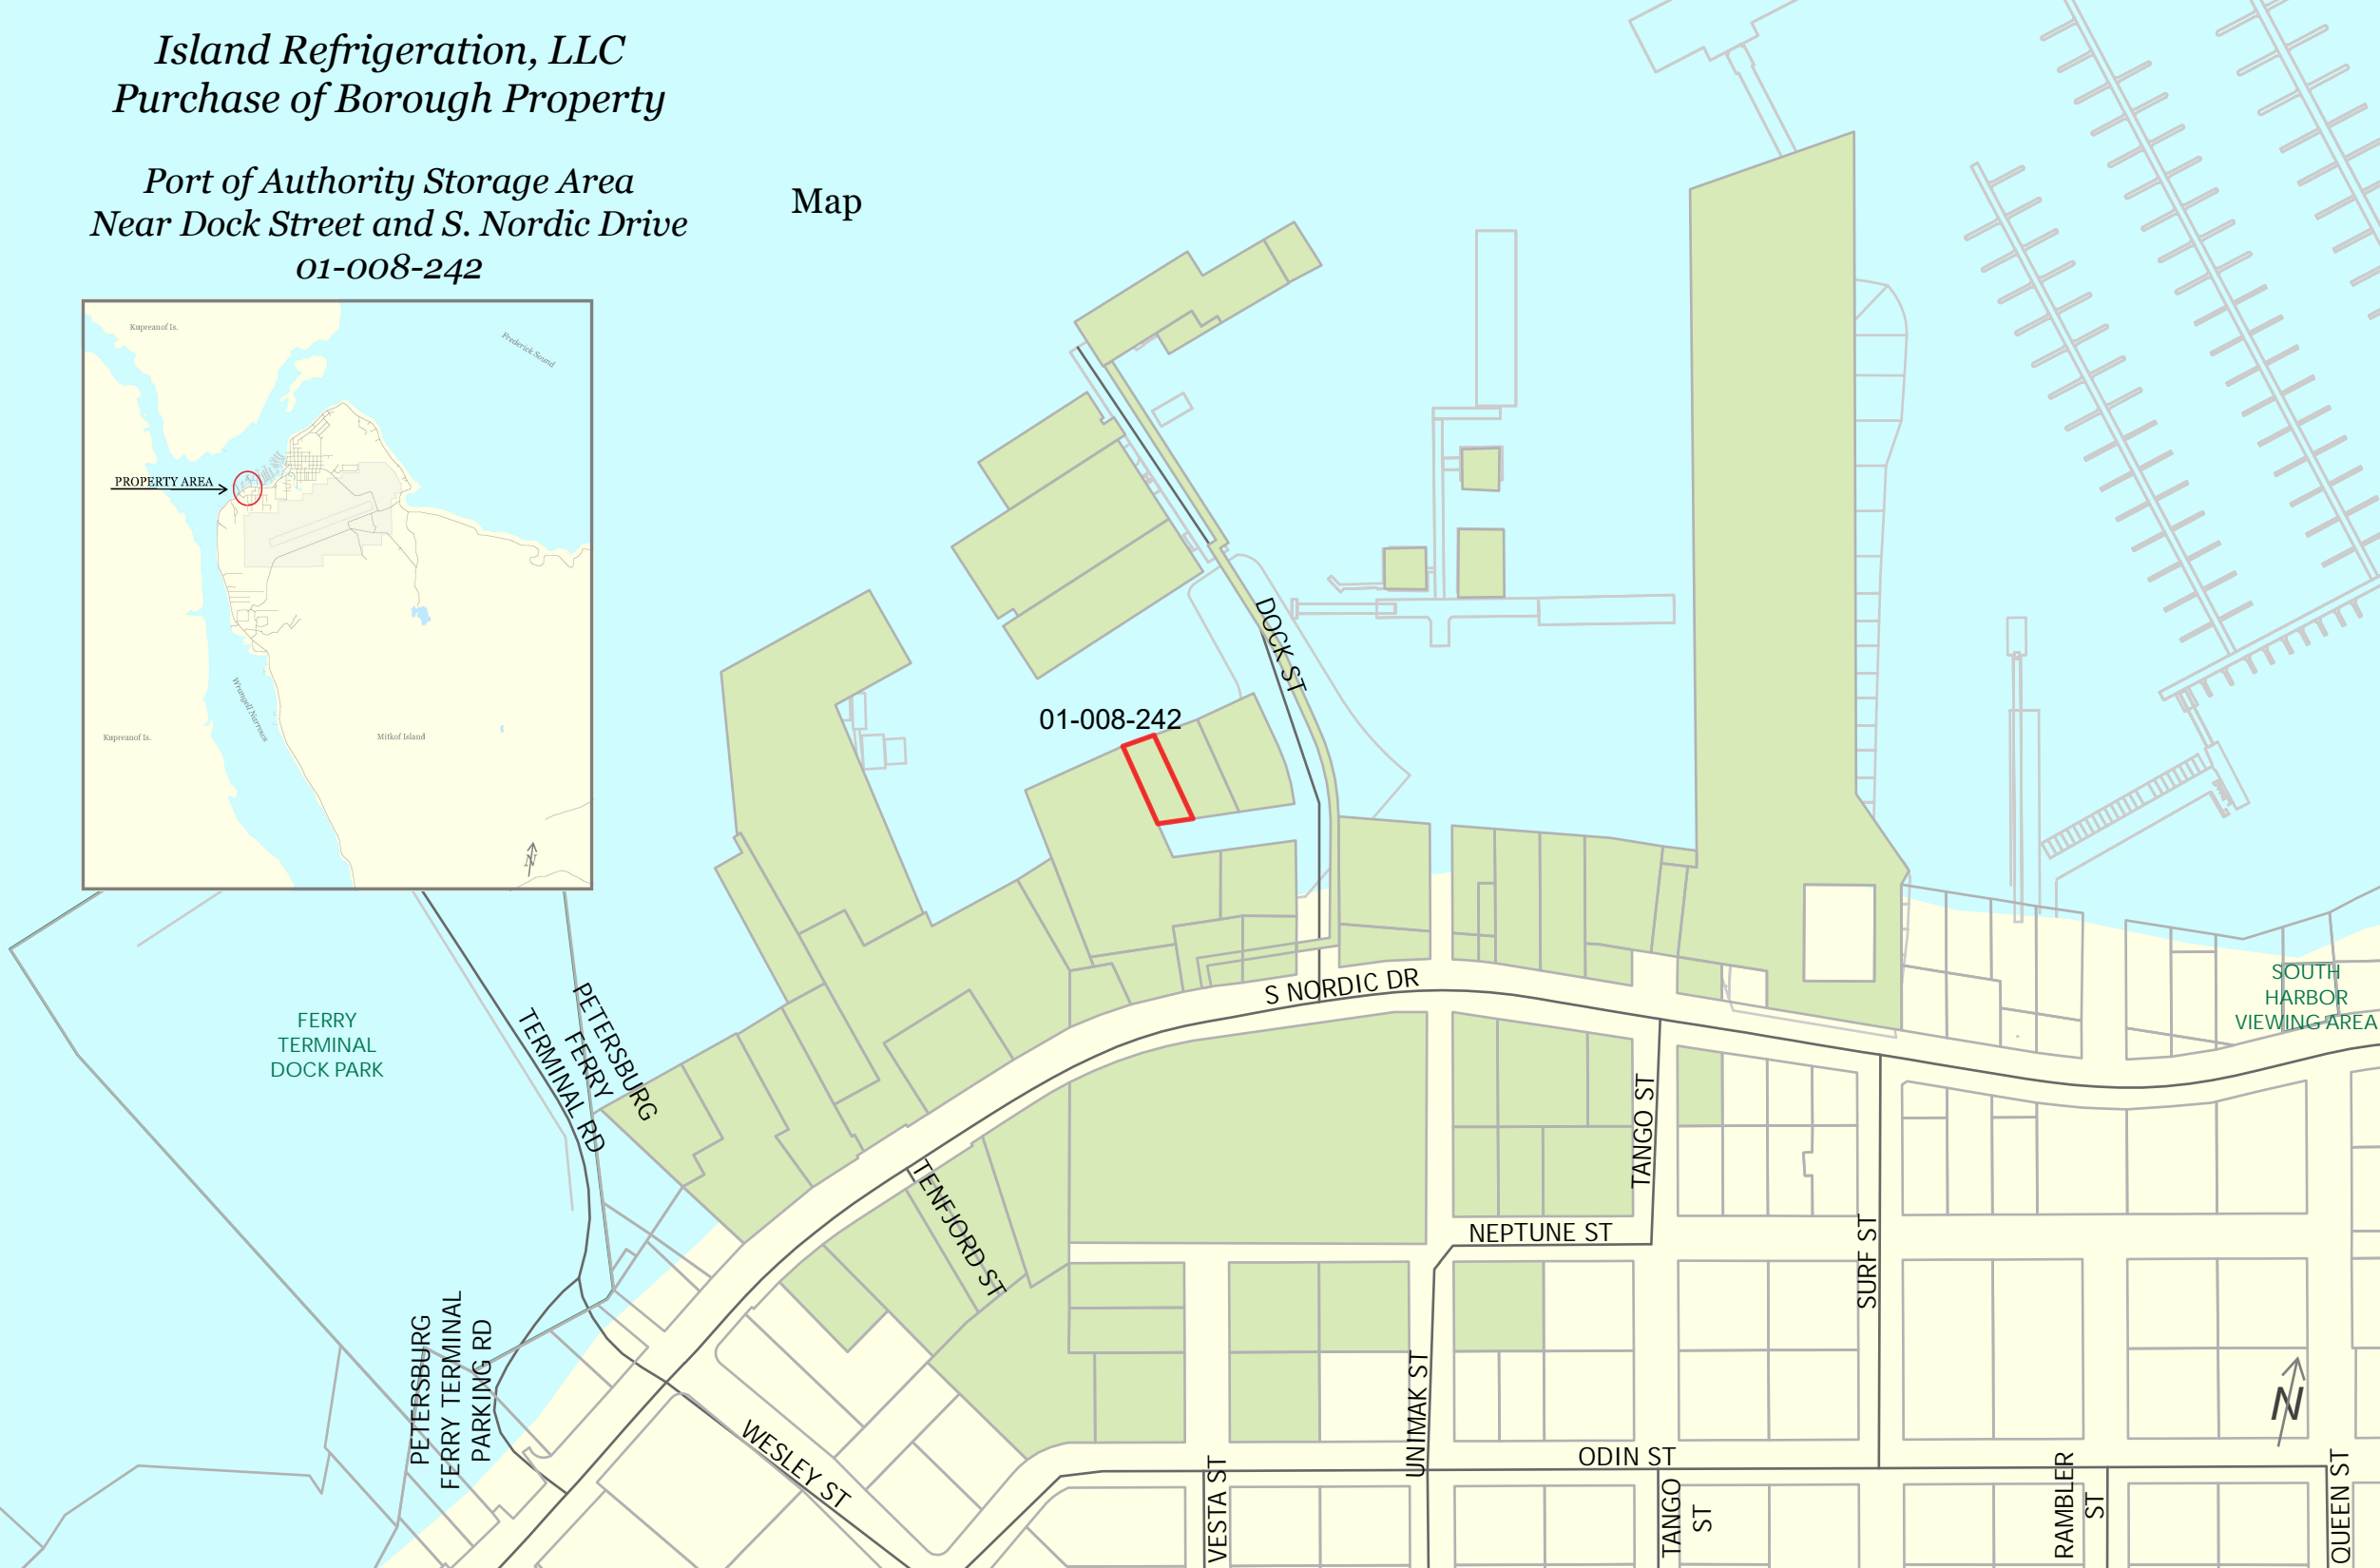 Island Refrigeration, LLC
Purchase of Borough Property
Port of Authority Storage Area
Near Dock Street and S. Nordic Drive
01-008-242
Map
Kupreanof Is.
Frederick Sound
PROPERTY AREA
Wrangell Narrows
Kupreanof Is.
Mitkof Island
N
01-008-242
DOCK ST
S NORDIC DR
SOUTH
HARBOR
VIEWING AREA
FERRY
TERMINAL
DOCK PARK
PETERSBURG
FERRY
TERMINAL RD
TENFJORD ST
TANGO ST
NEPTUNE ST
SURF ST
PETERSBURG
FERRY TERMINAL
PARKING RD
WESLEY ST
UNIMAK ST
ODIN ST
N
VESTA ST
TANGO
ST
RAMBLER
ST
QUEEN ST